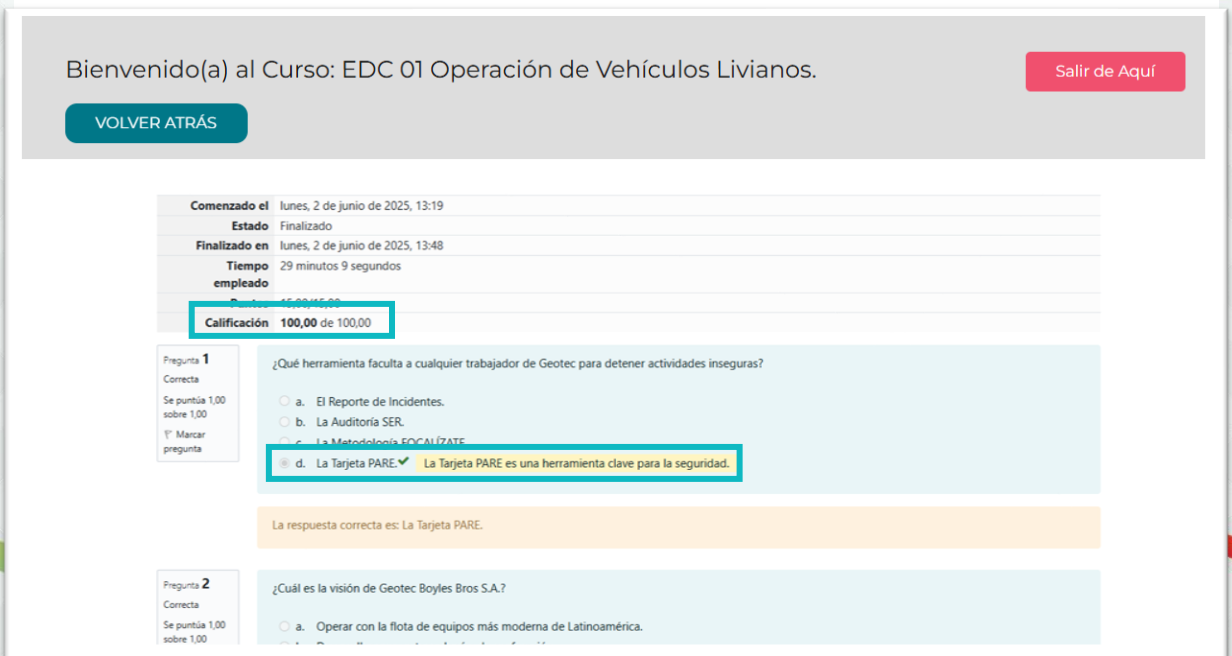 Bienvenido(a) al Curso: EDC 01 Operación de Vehículos Livianos.
Salir de Aquí
VOLVER ATRÁS
Comenzado el lunes, 2 de junio de 2025, 13:19
Estado Finalizado
Finalizado en lunes, 2 de junio de 2025, 13:48
Tiempo empleado 29 minutos 9 segundos
Puntos 15,00/15,00
Calificación 100,00 de 100,00
Pregunta 1
Correcta
Se puntúa 1,00
sobre 1,00
Marcar
pregunta
¿Qué herramienta faculta a cualquier trabajador de Geotec para detener actividades inseguras?
a. El Reporte de Incidentes.
b. La Auditoría SER.
c. La Metodología FOCALÍZATE
d. La Tarjeta PARE. La Tarjeta PARE es una herramienta clave para la seguridad.
La respuesta correcta es: La Tarjeta PARE.
Pregunta 2
Correcta
Se puntúa 1,00
sobre 1,00
¿Cuál es la visión de Geotec Boyles Bros S.A.?
a. Operar con la flota de equipos más moderna de Latinoamérica.